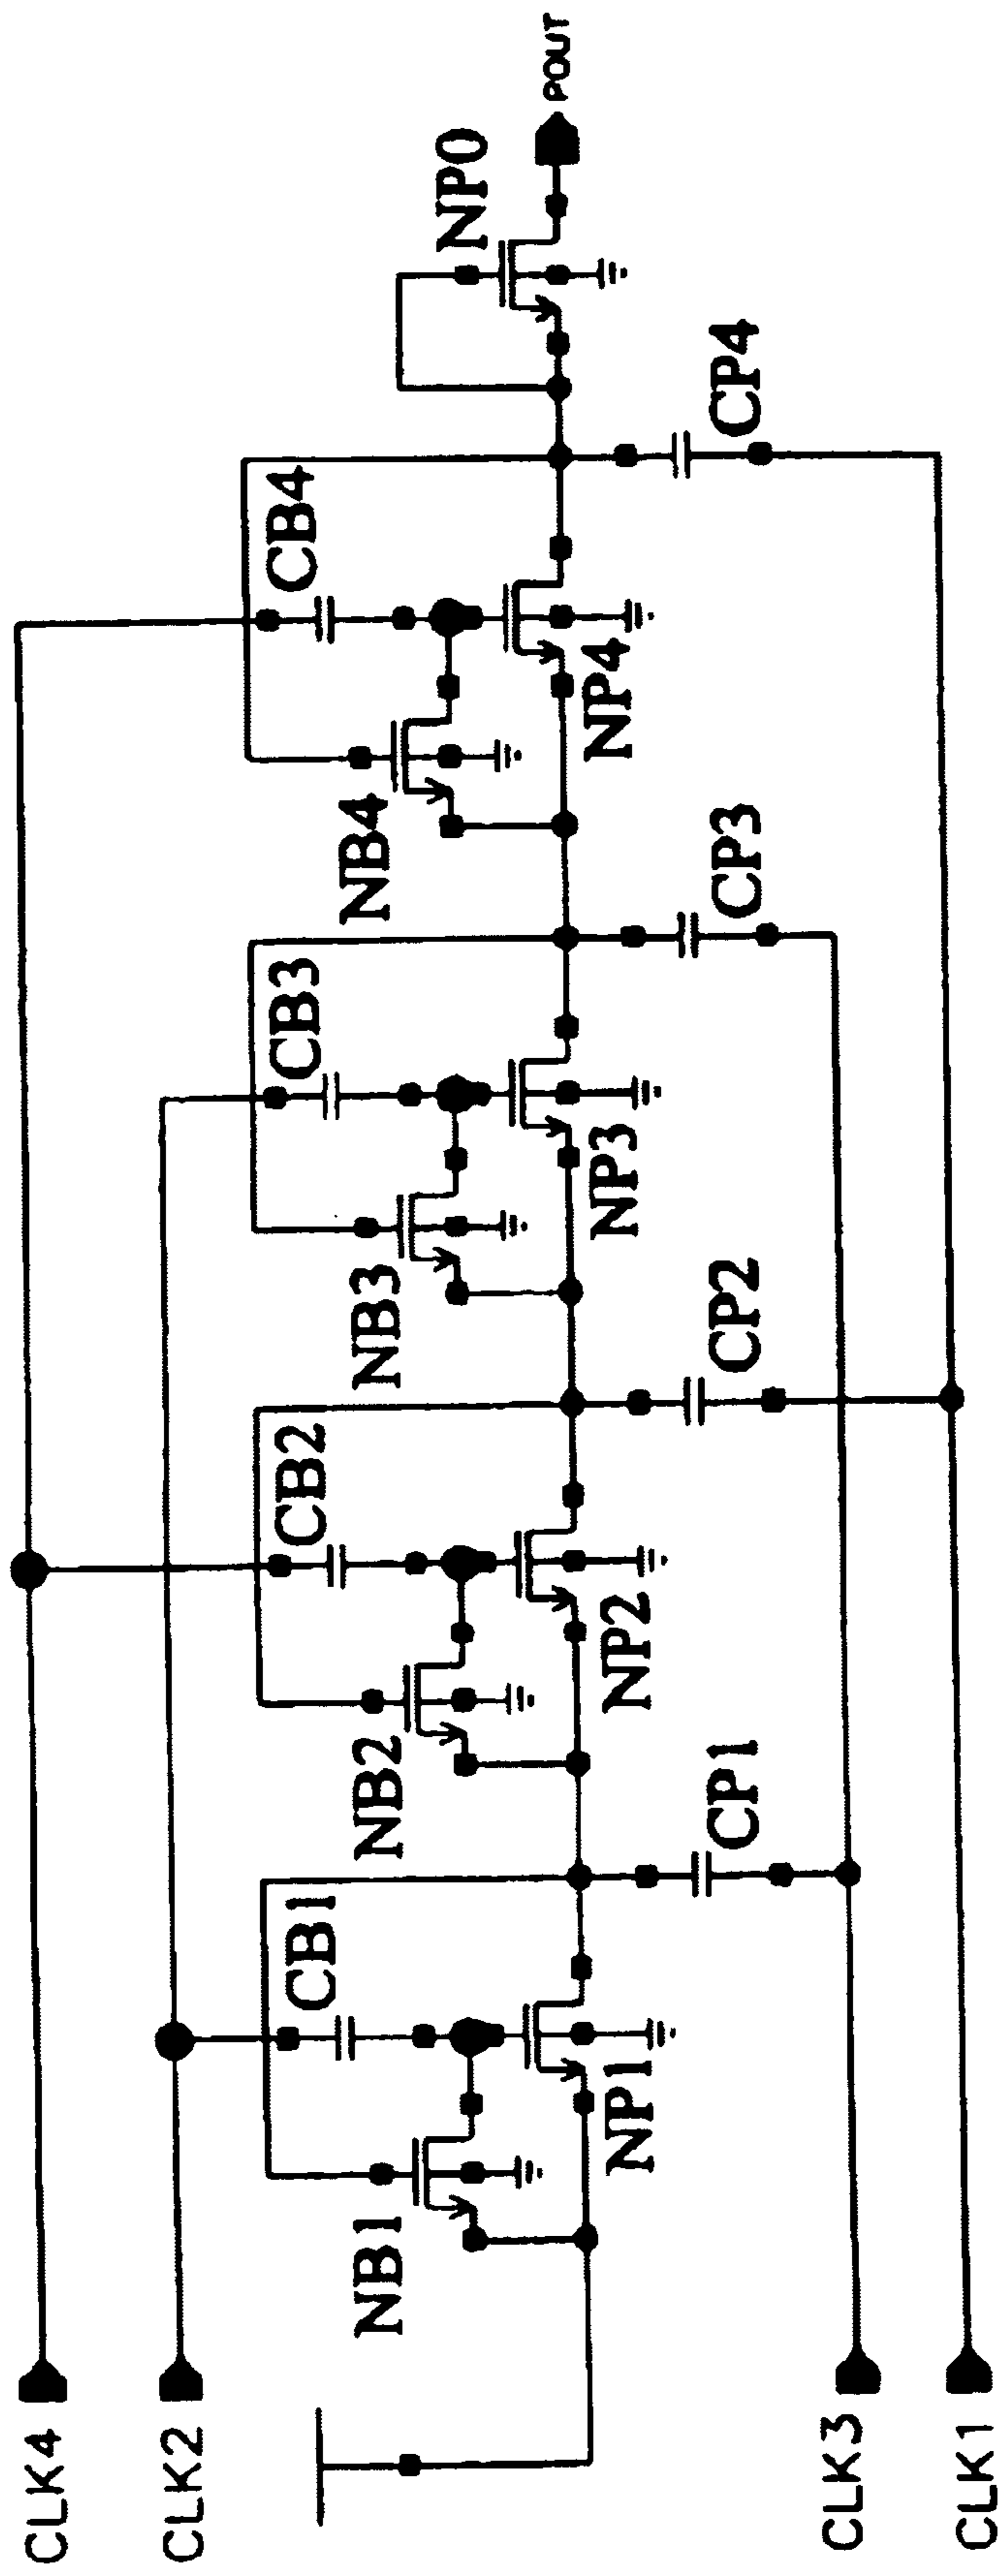 CLK4
CLK2
CLK3
CLK1
NB1
CB1
NP1
CP1
NB2
CB2
NP2
CP2
NB3
CB3
NP3
CP3
NB4
CB4
NP4
CP4
NP0
POUT